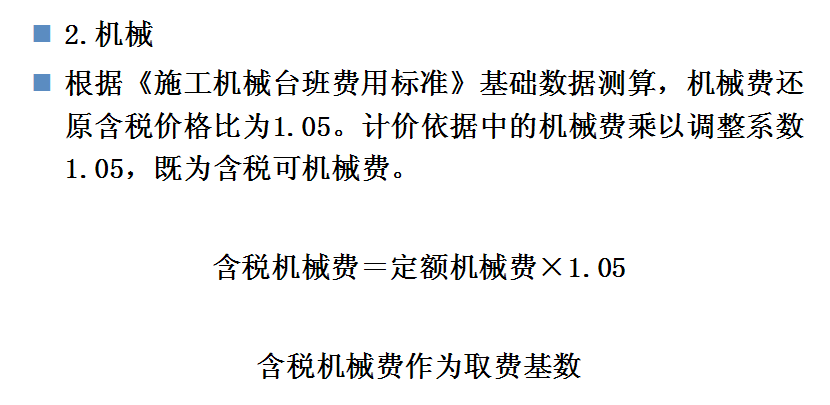 2.机械
根据《施工机械台班费用标准》基础数据测算，机械费还
原含税价格比为1.05。计价依据中的机械费乘以调整系数
1.05，既为含税可机械费。
含税机械费＝定额机械费×1.05
含税机械费作为取费基数